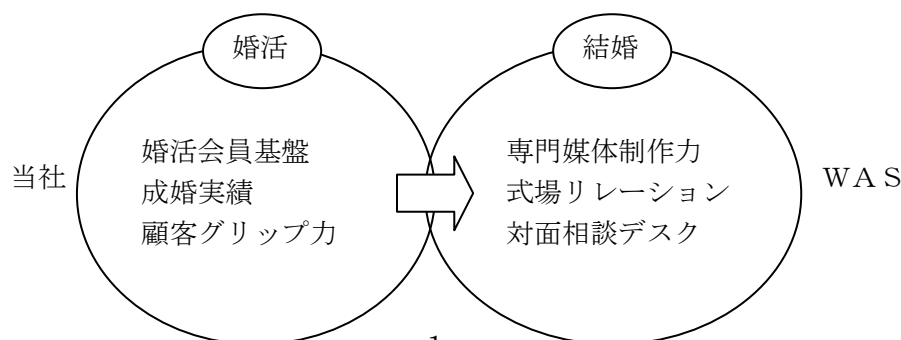 婚活
結婚
当社
婚活会員基盤
成婚実績
顧客グリップ力
専門媒体制作力
式場リレーション
対面相談デスク
ＷＡＳ
1